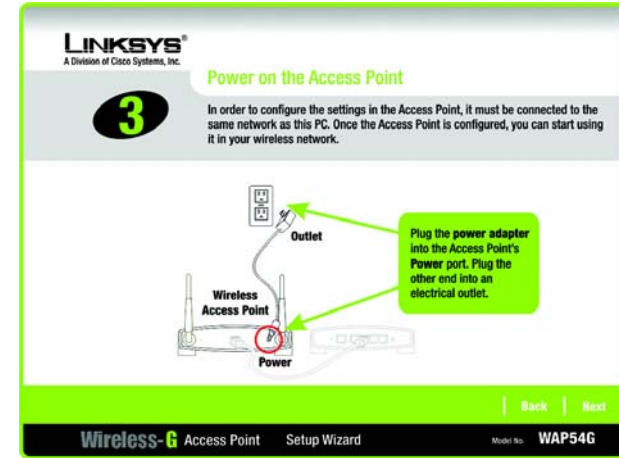 LINKSYS®
A Division of Cisco Systems, Inc.
Power on the Access Point
3
In order to configure the settings in the Access Point, it must be connected to the
same network as this PC. Once the Access Point is configured, you can start using
it in your wireless network.
Outlet
Plug the power adapter
into the Access Point's
Power port. Plug the
other end into an
electrical outlet.
Wireless
Access Point
Power
Back
Next
Wireless-G Access Point
Setup Wizard
Model No.
WAP54G